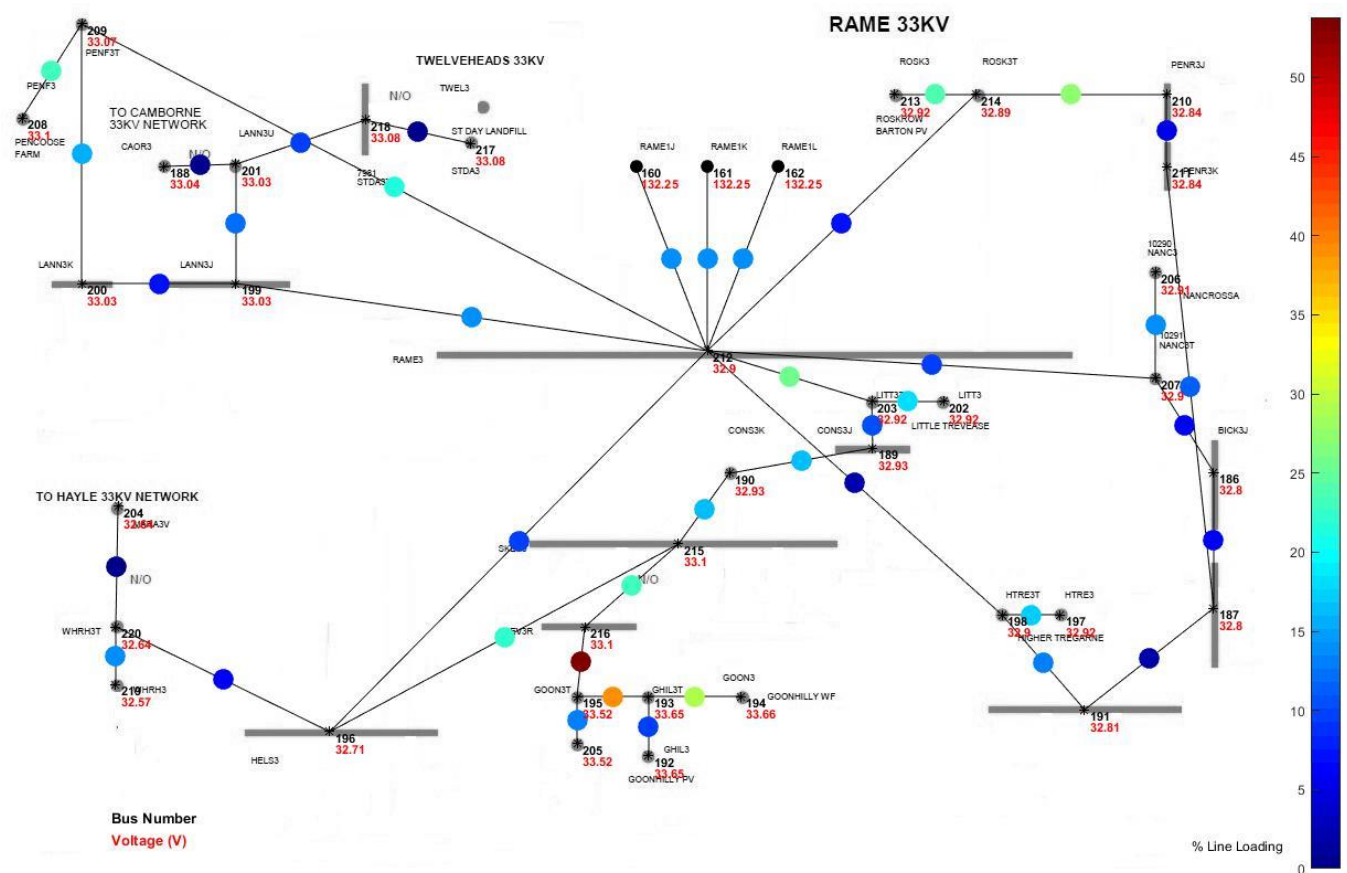 RAME 33KV
209
33.07
PENF3T
PENF3
208
33.1
PENCOOSE
FARM
TO CAMBORNE
33KV NETWORK
CAOR3
N/O
188
33.04
LANN3U
201
33.03
TWELVEHEADS 33KV
N/O
TWEL3
218
33.08
ST DAY LANDFILL
217
33.08
STDA3
7981
ROSK3
ROSK3T
PENR3J
213
32.92
ROSKROW
BARTON PV
214
32.89
210
32.84
PENR3K
32.84
RAME1J
RAME1K
RAME1L
160
132.25
161
132.25
162
132.25
LANN3K
LANN3J
200
33.03
199
33.03
RAME3
212
32.9
10290
NANC3
206
32.91
NANCROSSA
10291
NANC3T
207
32.9
LITT3
203
32.92
202
32.92
LITTLE TREVEASE
CONS3K
CONS3J
189
32.93
190
32.93
BICK3J
186
32.8
187
32.8
TO HAYLE 33KV NETWORK
204
N/O
WHRH3T
220
32.64
WHRH3
219
32.57
215
33.1
N/O
216
33.1
HTRE3T
HTRE3
198
32.9
197
32.92
HIGHER TREGARNE
191
32.81
196
32.71
HELS3
GOON3T
GHIL3T
GOON3
195
33.52
193
33.65
194
33.66
GOONHILLY WF
205
33.52
GHIL3
192
33.65
GOONHILLY PV
Bus Number
Voltage (V)
% Line Loading
50
45
40
35
30
25
20
15
10
5
0